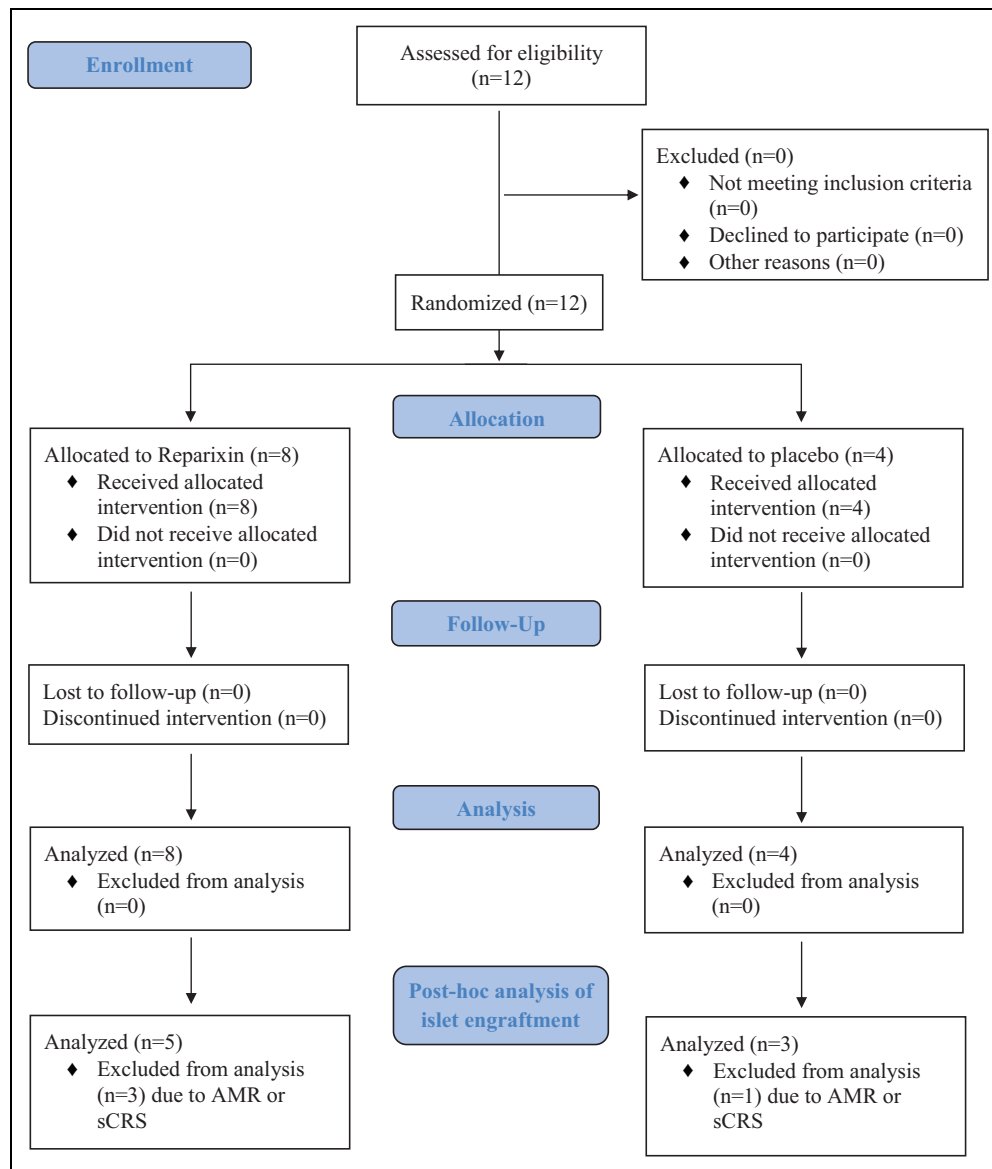 Enrollment
Assessed for eligibility
(n=12)
Excluded (n=0)
♦ Not meeting inclusion criteria
(n=0)
♦ Declined to participate (n=0)
♦ Other reasons (n=0)
Randomized (n=12)
Allocation
Allocated to Reparixin (n=8)
♦ Received allocated
intervention (n=8)
♦ Did not receive allocated
intervention (n=0)
Allocated to placebo (n=4)
♦ Received allocated
intervention (n=4)
♦ Did not receive allocated
intervention (n=0)
Follow-Up
Lost to follow-up (n=0)
Discontinued intervention (n=0)
Lost to follow-up (n=0)
Discontinued intervention (n=0)
Analysis
Analyzed (n=8)
♦ Excluded from analysis
(n=0)
Analyzed (n=4)
♦ Excluded from analysis
(n=0)
Post-hoc analysis of
islet engraftment
Analyzed (n=5)
♦ Excluded from analysis
(n=3) due to AMR or
sCRS
Analyzed (n=3)
♦ Excluded from analysis
(n=1) due to AMR or
sCRS